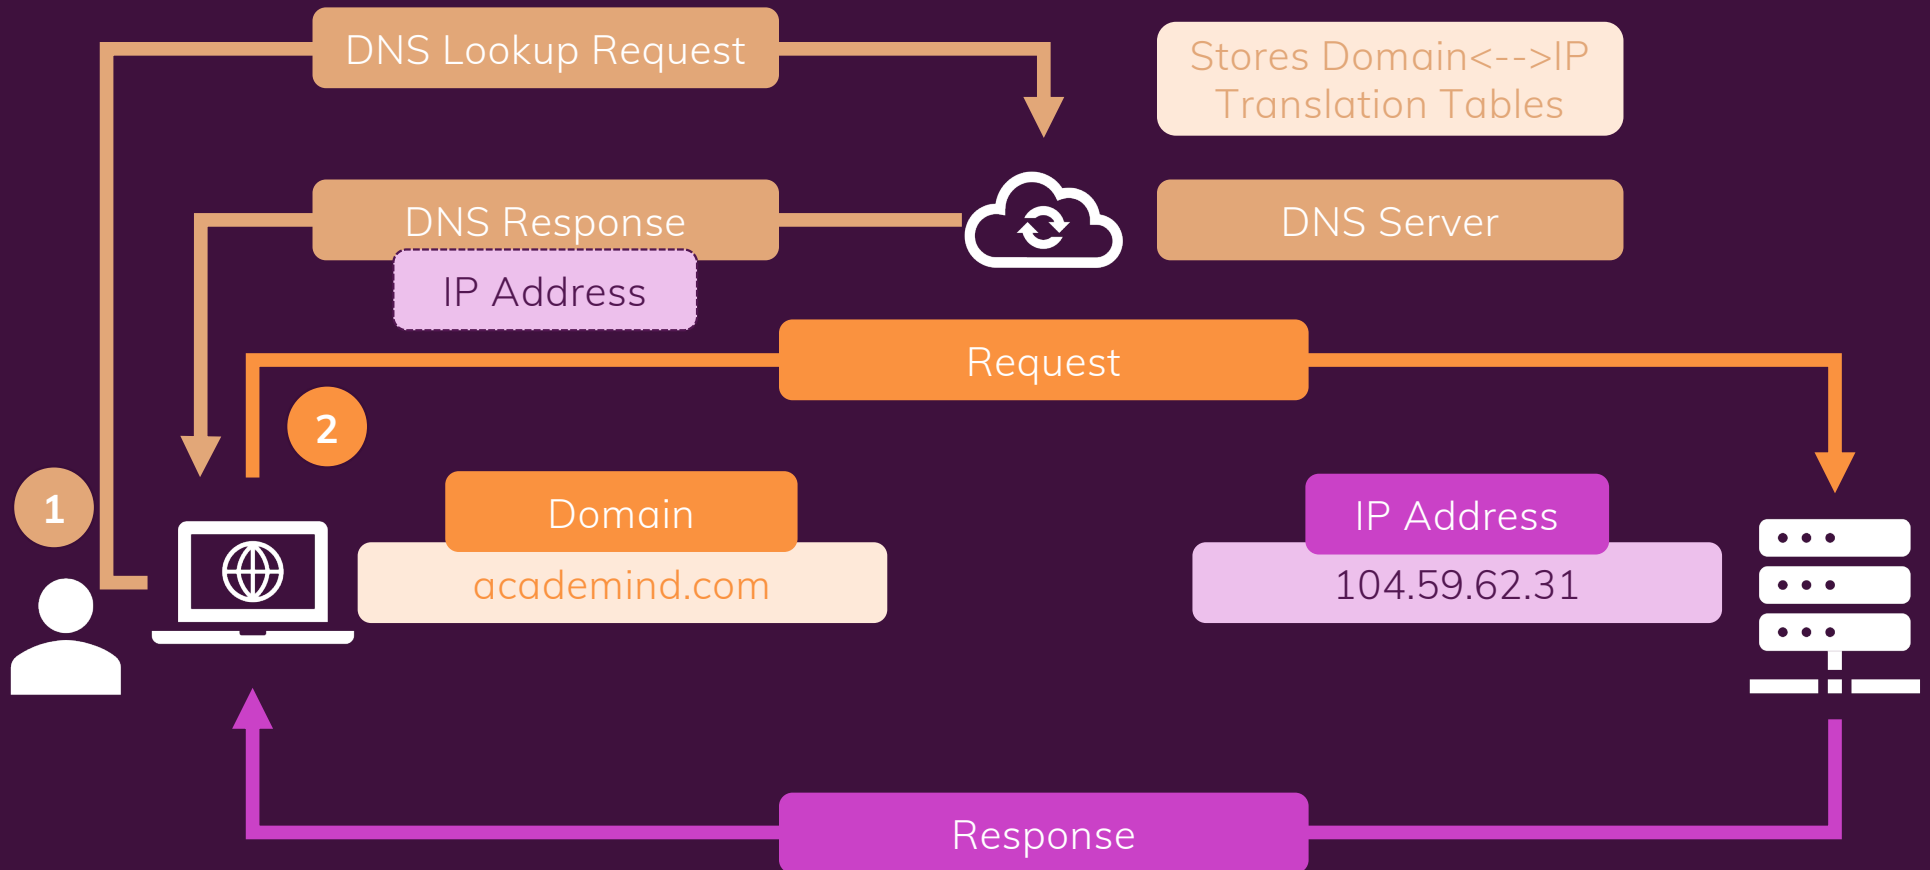 DNS Lookup Request
Stores Domain<-->IP
Translation Tables
DNS Response
DNS Server
IP Address
Request
2
1
Domain
academind.com
IP Address
104.59.62.31
Response